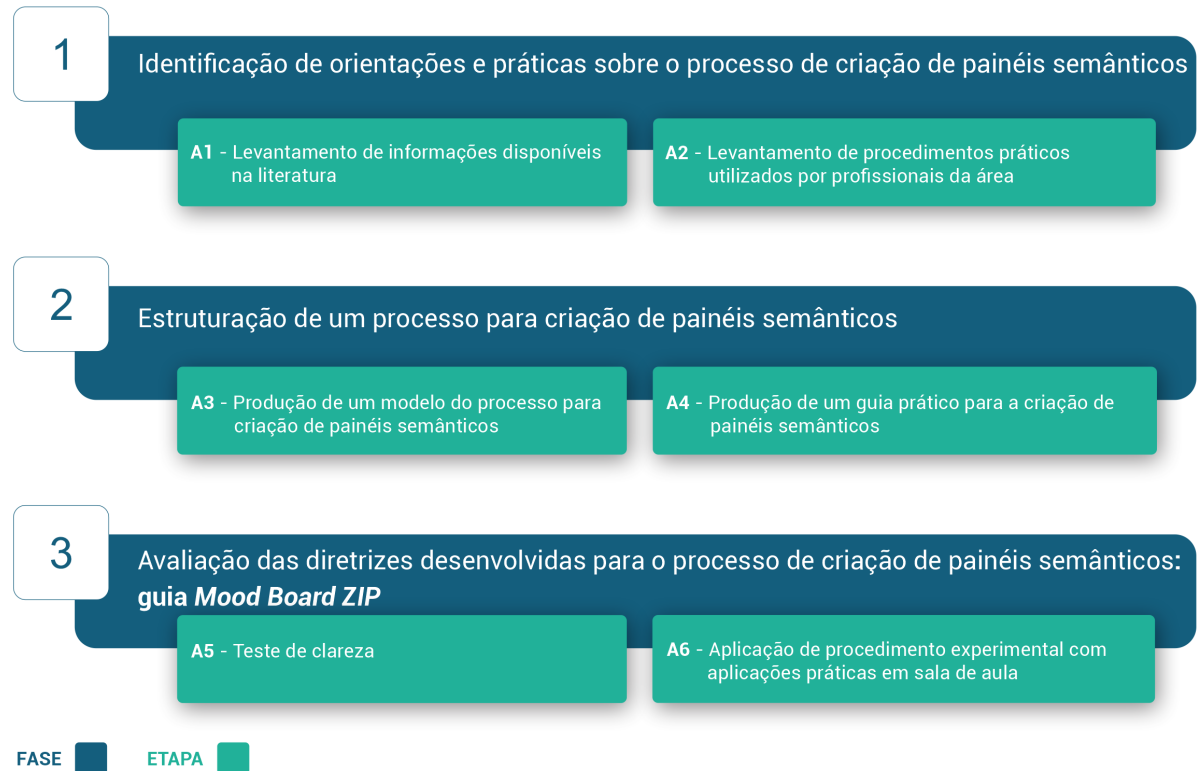 1
Identificação de orientações e práticas sobre o processo de criação de painéis semânticos
A1 - Levantamento de informações disponíveis
na literatura
A2 - Levantamento de procedimentos práticos
utilizados por profissionais da área
2
Estruturação de um processo para criação de painéis semânticos
A3 - Produção de um modelo do processo para
criação de painéis semânticos
A4 - Produção de um guia prático para a criação de
painéis semânticos
3
Avaliação das diretrizes desenvolvidas para o processo de criação de painéis semânticos:
guia Mood Board ZIP
A5 - Teste de clareza
A6 - Aplicação de procedimento experimental com
aplicações práticas em sala de aula
FASE
ETAPA